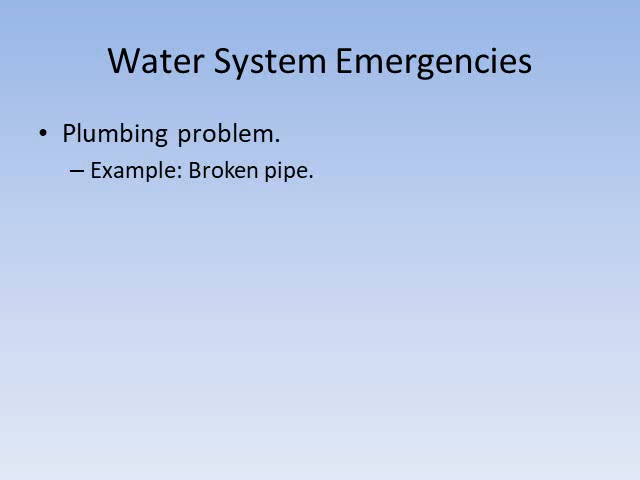 Water System Emergencies
• Plumbing problem.
– Example: Broken pipe.